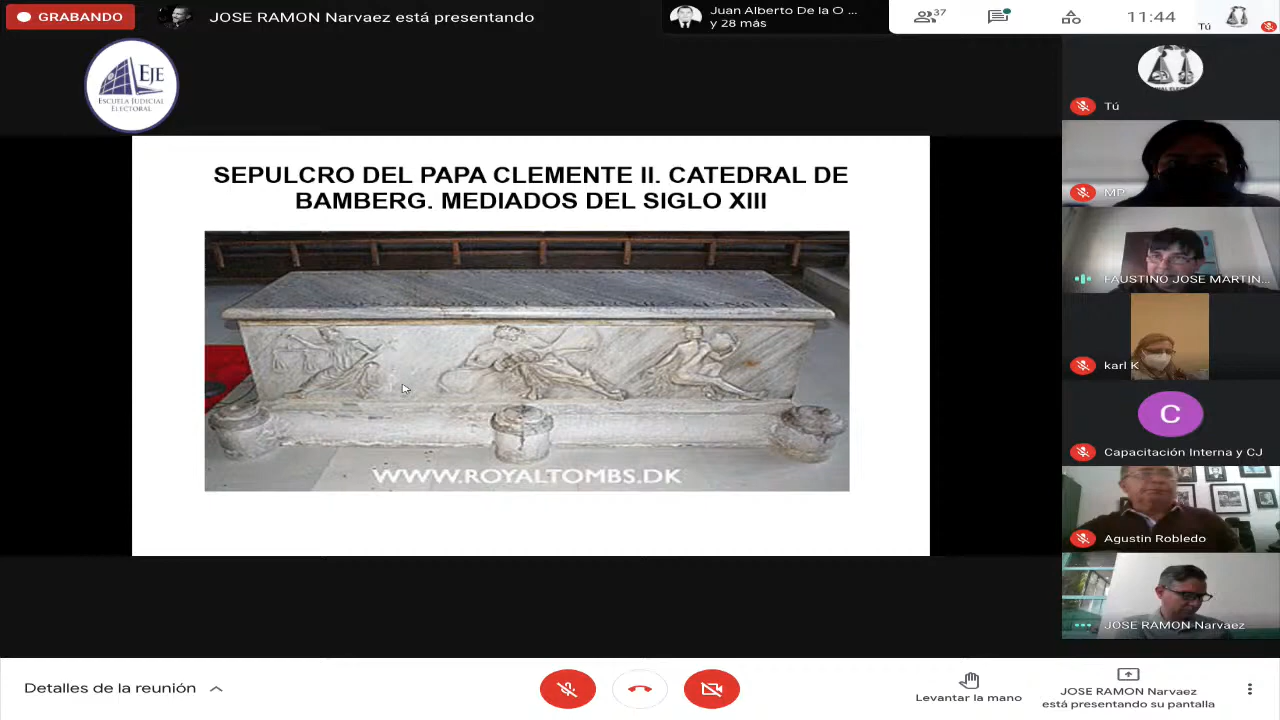 GRABANDO
JOSE RAMON Narvaez está presentando
Juan Alberto De la O ...
y 28 más
37
11:44
Tú
EJE
ESCUELA JUDICIAL
ELECTORAL
SEPULCRO DEL PAPA CLEMENTE II. CATEDRAL DE
BAMBERG. MEDIADOS DEL SIGLO XIII
WWW.ROYALTOMBS.DK
Tú
MP
FAUSTINO JOSE MARTIN...
karl K
C
Capacitación Interna y CJ
Agustin Robledo
JOSE RAMON Narvaez
Detalles de la reunión
Levantar la mano
JOSE RAMON Narvaez
está presentando su pantalla